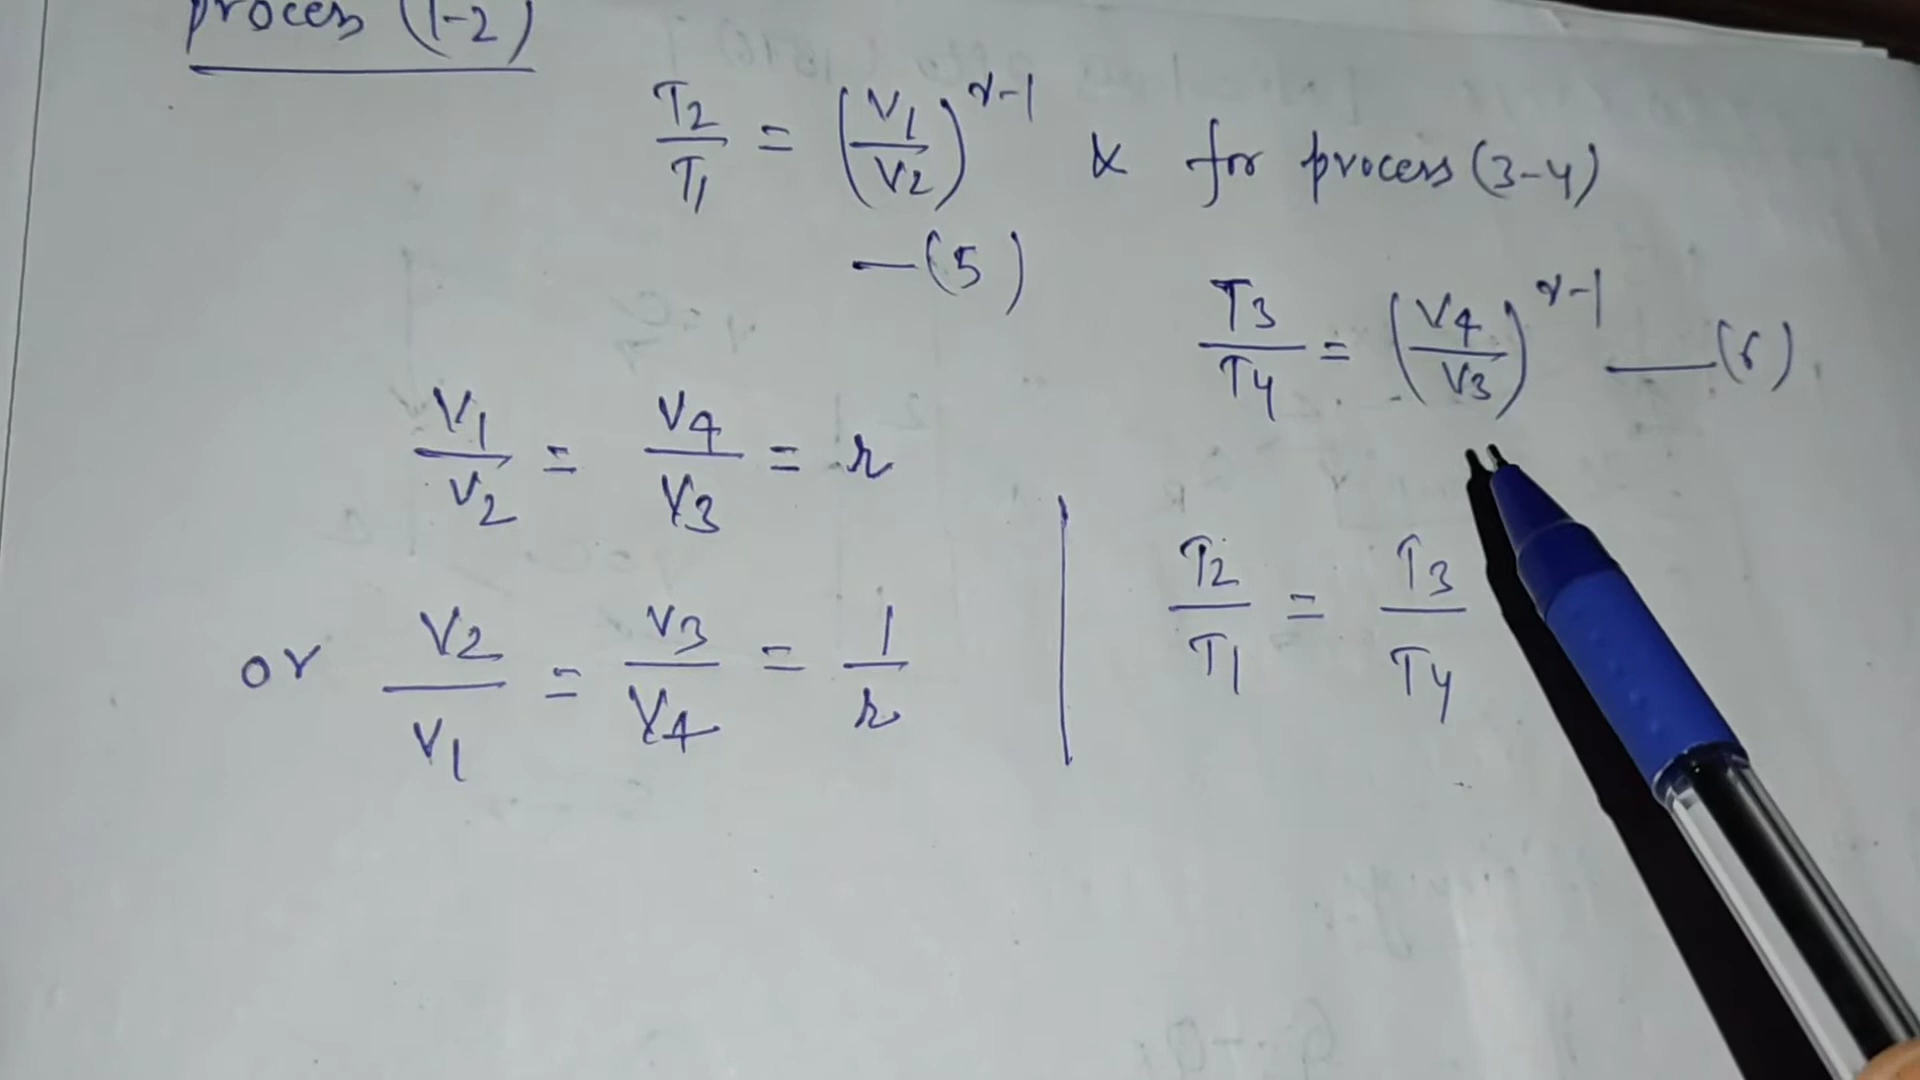 process (1-2)
T2/T1 = (V1/V2)^γ-1 & for process (3-4)
—(5)
T3/T4 = (V4/V3)^γ-1 —(6)
V1/V2 = V4/V3 = r
T2/T1 = T3/T4
or V2/V1 = V3/V4 = 1/r